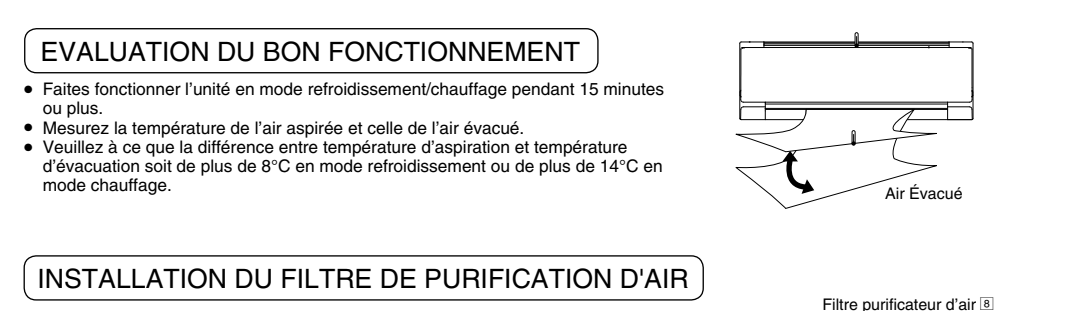 EVALUATION DU BON FONCTIONNEMENT
• Faites fonctionner l'unité en mode refroidissement/chauffage pendant 15 minutes
ou plus.
• Mesurez la température de l'air aspirée et celle de l'air évacué.
• Veuillez à ce que la différence entre température d'aspiration et température
d'évacuation soit de plus de 8°C en mode refroidissement ou de plus de 14°C en
mode chauffage.
Air Évacué
INSTALLATION DU FILTRE DE PURIFICATION D'AIR
Filtre purificateur d'air 8